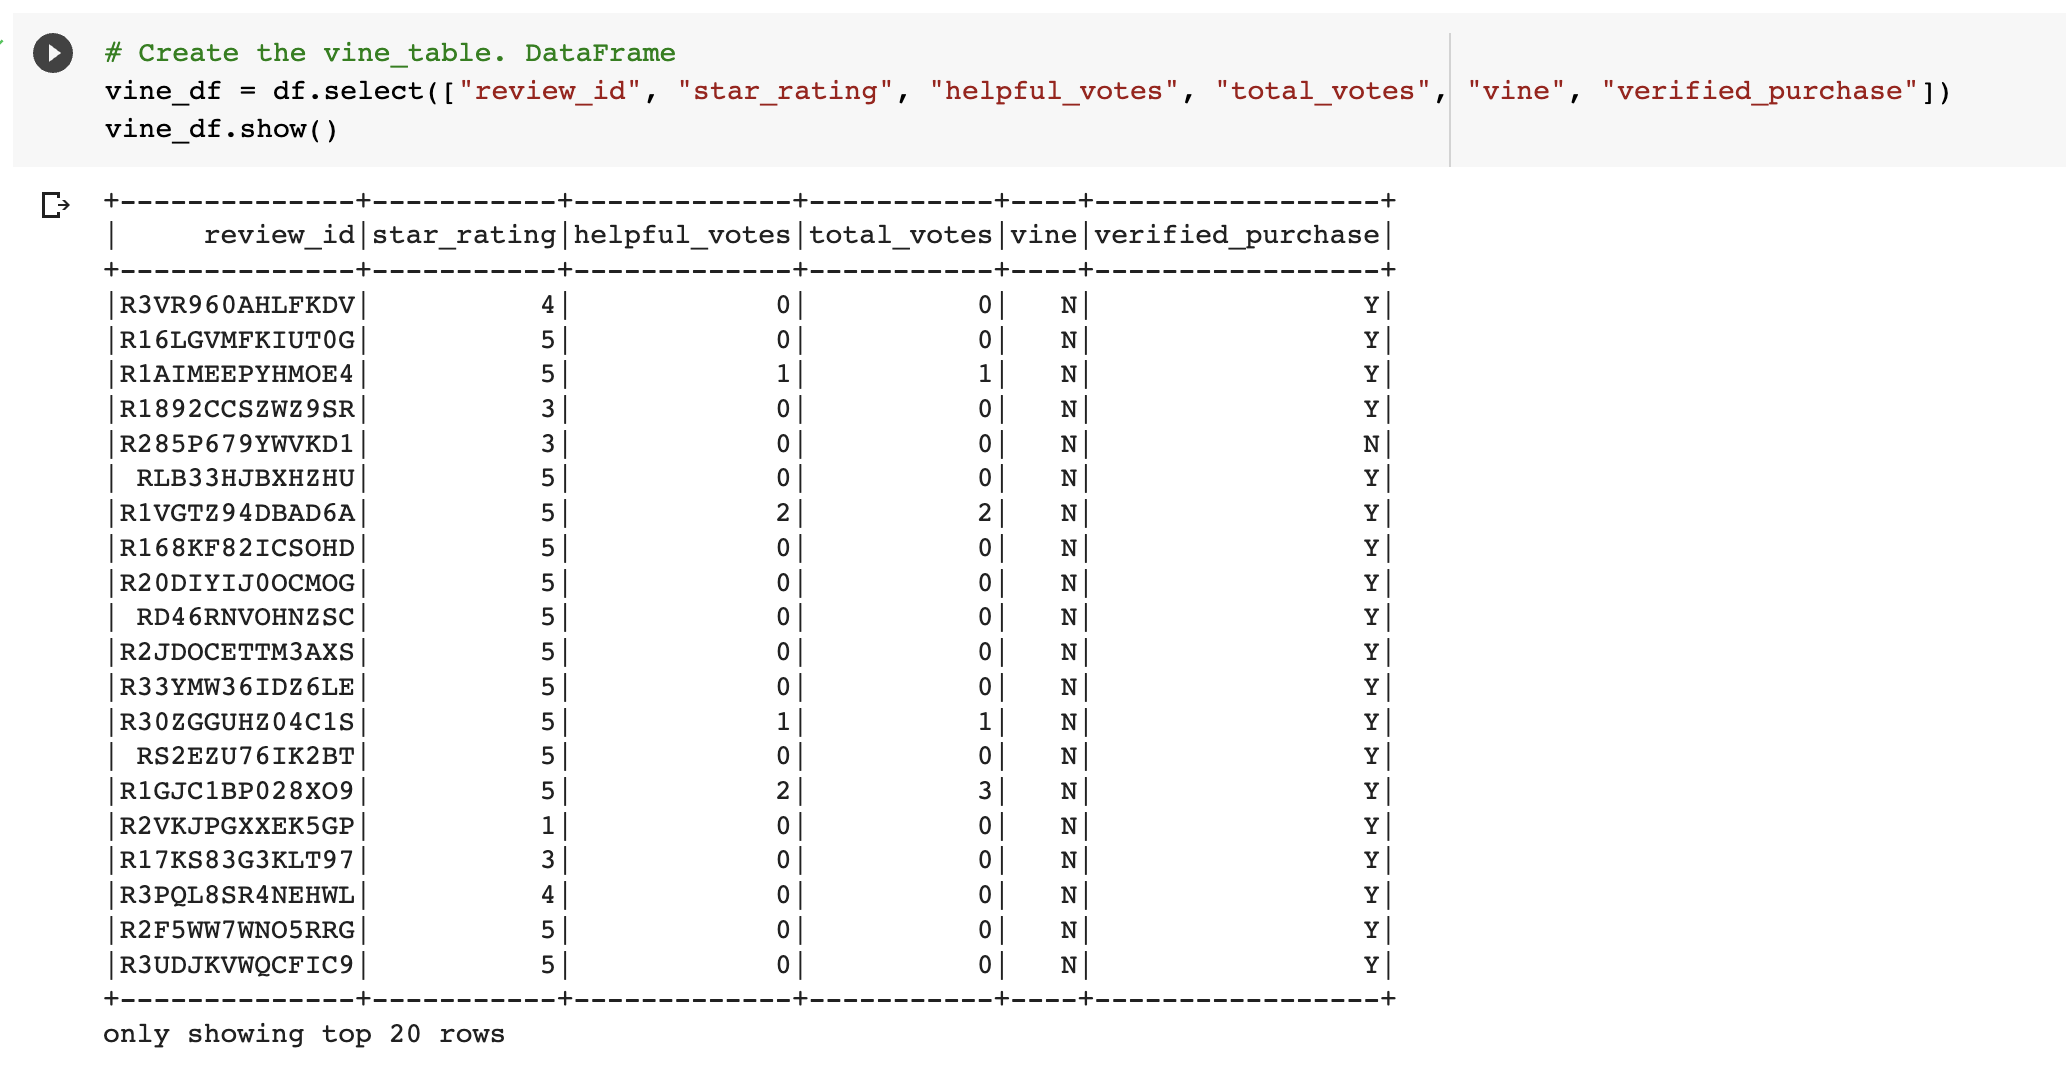 # Create the vine_table. DataFrame
vine_df = df.select(["review_id", "star_rating", "helpful_votes", "total_votes", "vine", "verified_purchase"])
vine_df.show()
+--------------+-----------+-------------+-----------+----+-----------------+
|     review_id|star_rating|helpful_votes|total_votes|vine|verified_purchase|
+--------------+-----------+-------------+-----------+----+-----------------+
|R3VR960AHLFKDV|          4|            0|          0|   N|                Y|
|R16LGVMFKIUT0G|          5|            0|          0|   N|                Y|
|R1AIMEEPYHMOE4|          5|            1|          1|   N|                Y|
|R1892CCSZWZ9SR|          3|            0|          0|   N|                Y|
|R285P679YWVKD1|          3|            0|          0|   N|                N|
| RLB33HJBXHZHU|          5|            0|          0|   N|                Y|
|R1VGTZ94DBAD6A|          5|            2|          2|   N|                Y|
|R168KF82ICSOHD|          5|            0|          0|   N|                Y|
|R20DIYIJ0OCMOG|          5|            0|          0|   N|                Y|
| RD46RNVOHNZSC|          5|            0|          0|   N|                Y|
|R2JDOCETTM3AXS|          5|            0|          0|   N|                Y|
|R33YMW36IDZ6LE|          5|            0|          0|   N|                Y|
|R30ZGGUHZ04C1S|          5|            1|          1|   N|                Y|
| RS2EZU76IK2BT|          5|            0|          0|   N|                Y|
|R1GJC1BP028XO9|          5|            2|          3|   N|                Y|
|R2VKJPGXXEK5GP|          1|            0|          0|   N|                Y|
|R17KS83G3KLT97|          3|            0|          0|   N|                Y|
|R3PQL8SR4NEHWL|          4|            0|          0|   N|                Y|
|R2F5WW7WNO5RRG|          5|            0|          0|   N|                Y|
|R3UDJKVWQCFIC9|          5|            0|          0|   N|                Y|
+--------------+-----------+-------------+-----------+----+-----------------+
only showing top 20 rows